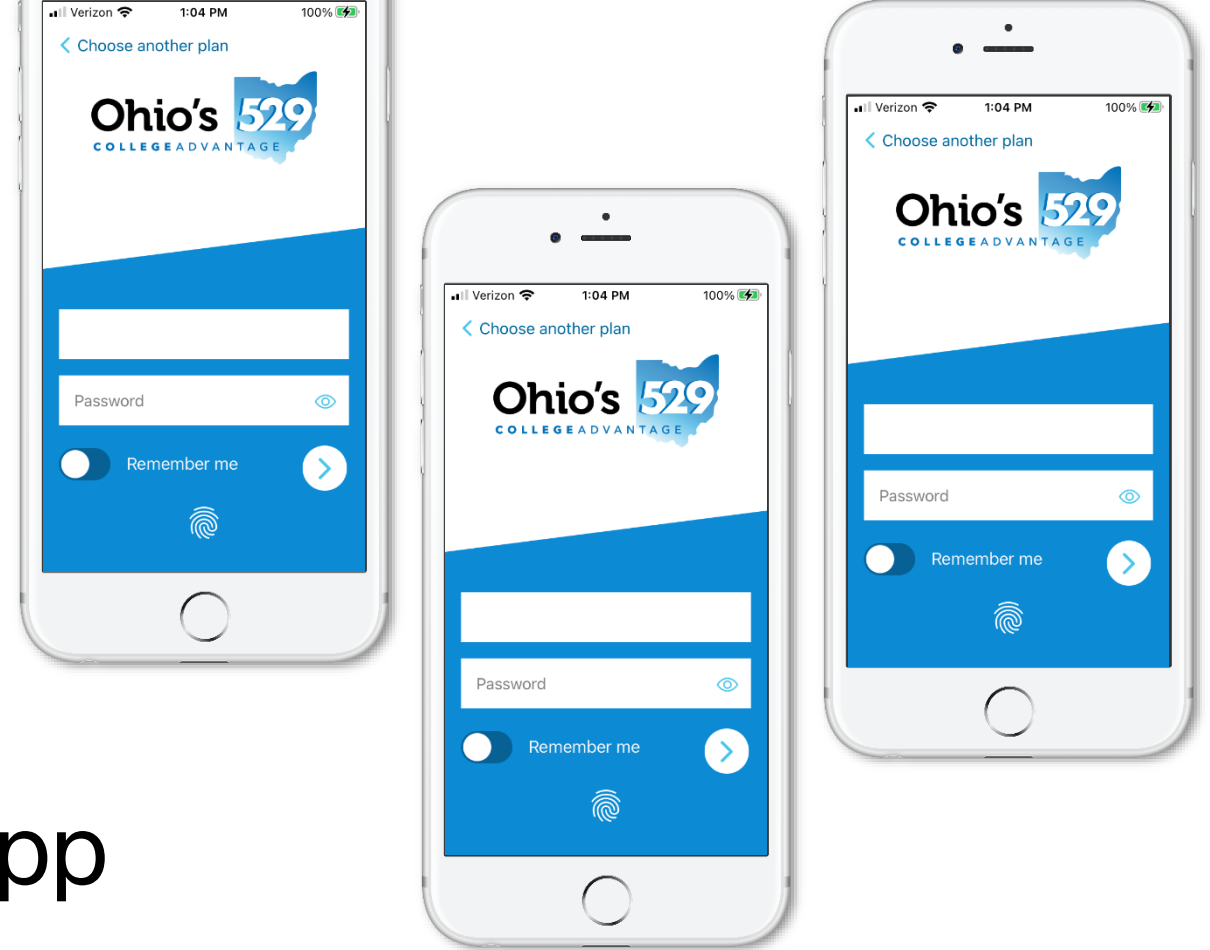 Verizon 1:04 PM 100%
Choose another plan
Ohio's 529
COLLEGEADVANTAGE
Password
Remember me
Verizon 1:04 PM 100%
Choose another plan
Ohio's 529
COLLEGEADVANTAGE
Password
Remember me
Verizon 1:04 PM 100%
Choose another plan
Ohio's 529
COLLEGEADVANTAGE
Password
Remember me
pp